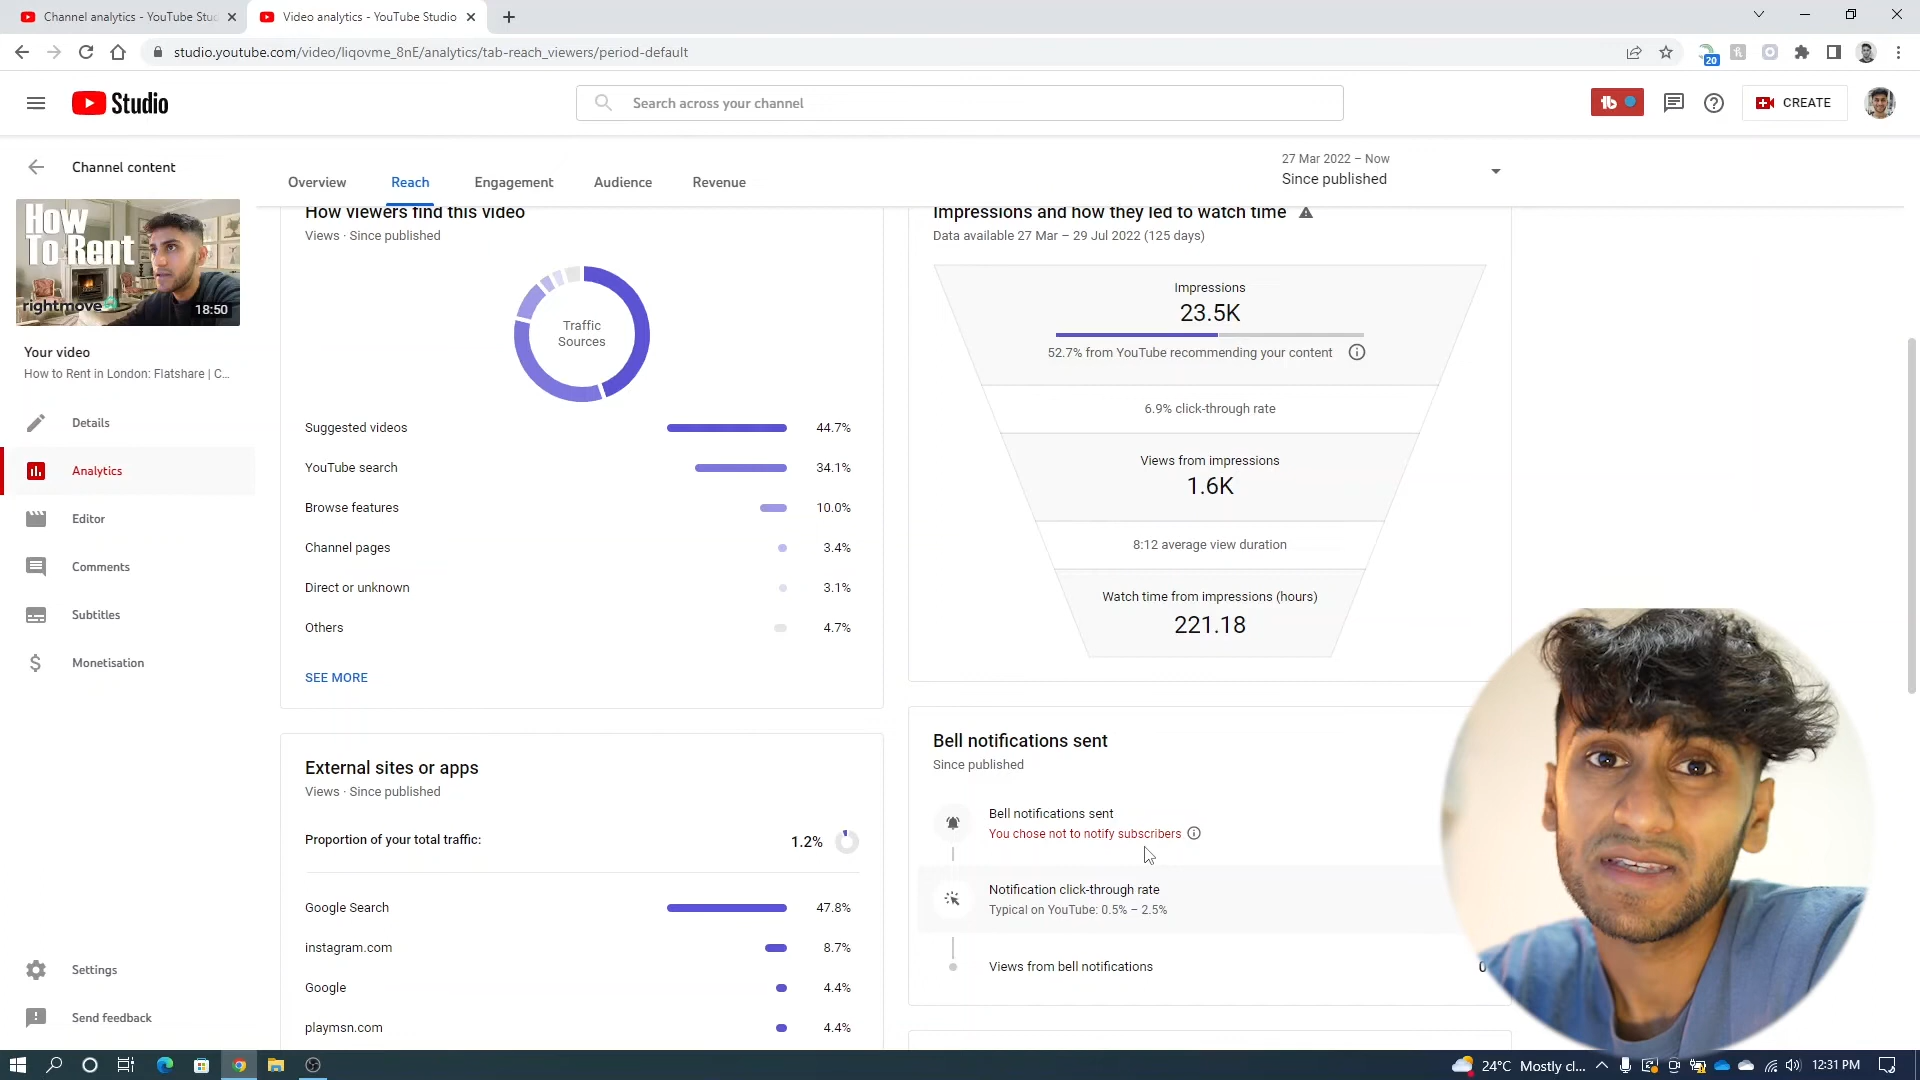 Channel analytics - YouTube Stu
Video analytics - YouTube Studio
studio.youtube.com/video/liqovme_8nE/analytics/tab-reach_viewers/period-default
20
Studio
Search across your channel
CREATE
Channel content
Overview
Reach
Engagement
Audience
Revenue
27 Mar 2022 – Now
Since published
How
To Rent
rightmove
18:50
Your video
How to Rent in London: Flatshare | C...
Details
Analytics
Editor
Comments
Subtitles
Monetisation
Settings
Send feedback
How viewers find this video
Views · Since published
Traffic
Sources
Suggested videos 44.7%
YouTube search 34.1%
Browse features 10.0%
Channel pages 3.4%
Direct or unknown 3.1%
Others 4.7%
SEE MORE
External sites or apps
Views · Since published
Proportion of your total traffic: 1.2%
Google Search 47.8%
instagram.com 8.7%
Google 4.4%
playmsn.com 4.4%
Impressions and how they led to watch time
Data available 27 Mar – 29 Jul 2022 (125 days)
Impressions
23.5K
52.7% from YouTube recommending your content
6.9% click-through rate
Views from impressions
1.6K
8:12 average view duration
Watch time from impressions (hours)
221.18
Bell notifications sent
Since published
Bell notifications sent
You chose not to notify subscribers
Notification click-through rate
Typical on YouTube: 0.5% – 2.5%
Views from bell notifications 0
24°C Mostly cl...
12:31 PM